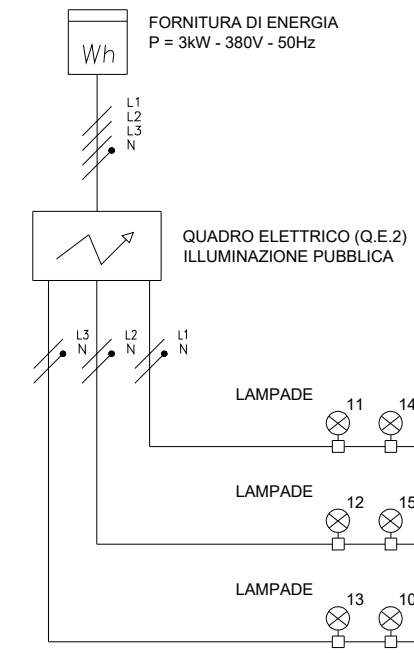 FORNITURA DI ENERGIA
P = 3kW - 380V - 50Hz
Wh
L1
L2
L3
N
QUADRO ELETTRICO (Q.E.2)
ILLUMINAZIONE PUBBLICA
L3 L2 L1
N N N
LAMPADE 11 14
LAMPADE 12 15
LAMPADE 13 10